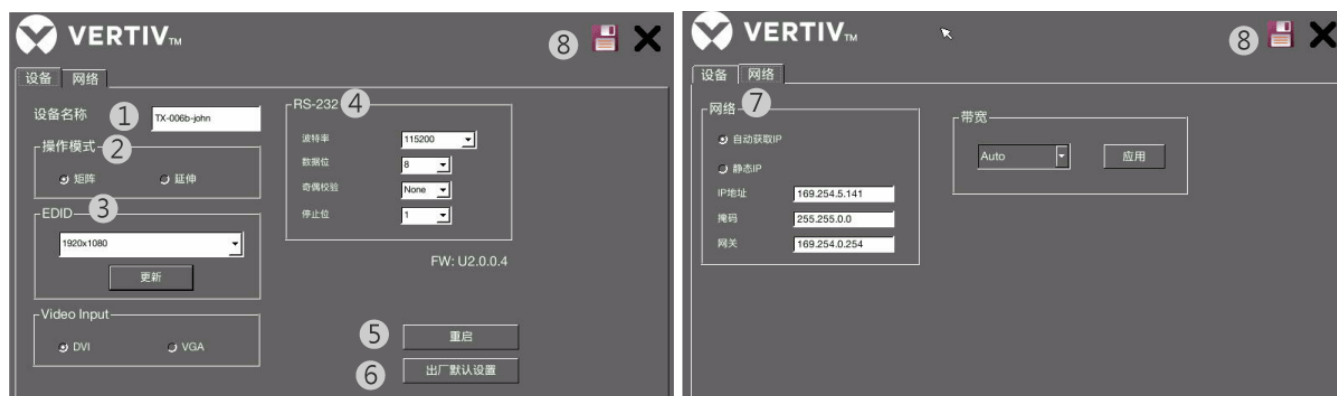 VERTIV™
8
设备 网络
设备名称 1 TX-006b-john
操作模式 2
矩阵 延伸
EDID 3
1920x1080
更新
Video Input
DVI VGA
RS-232 4
波特率 115200
数据位 8
奇偶校验 None
停止位 1
FW: U2.0.0.4
5 重启
6 出厂默认设置
VERTIV™
8
设备 网络
网络 7
自动获取IP
静态IP
IP地址 169.254.5.141
掩码 255.255.0.0
网关 169.254.0.254
带宽
Auto 应用